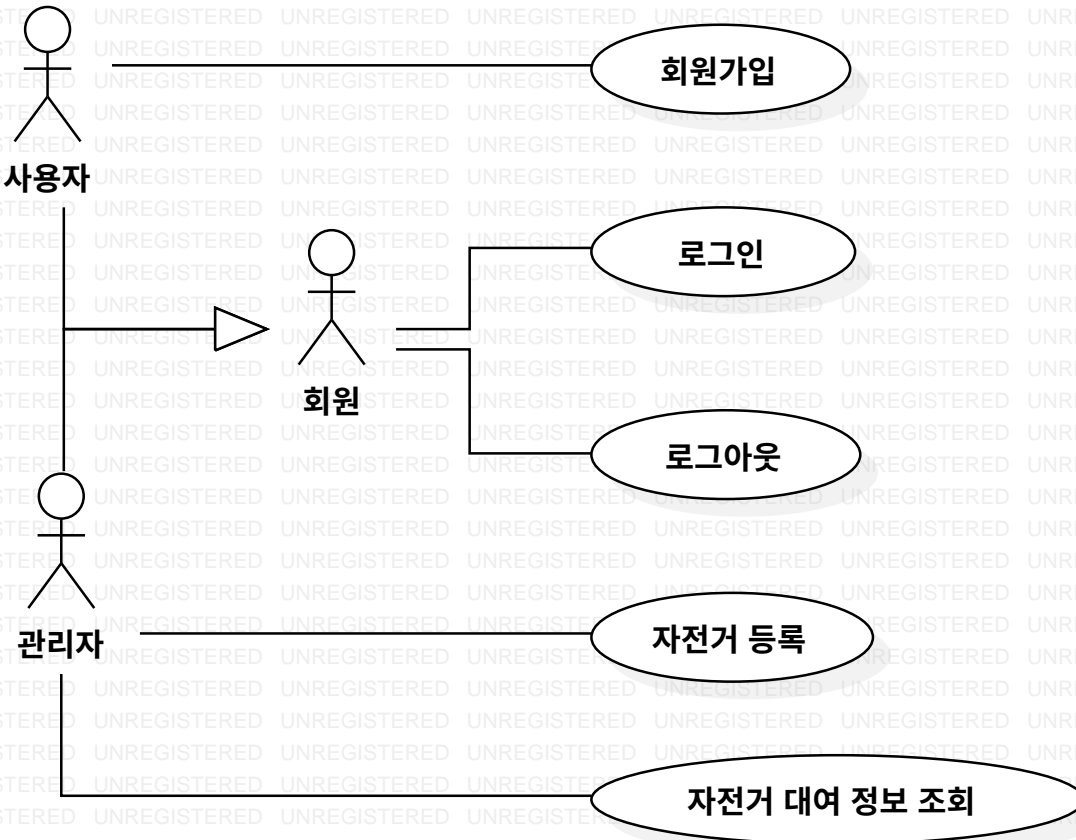 회원가입
사용자
로그인
회원
로그아웃
자전거 등록
관리자
자전거 대여 정보 조회
UNREGISTERED